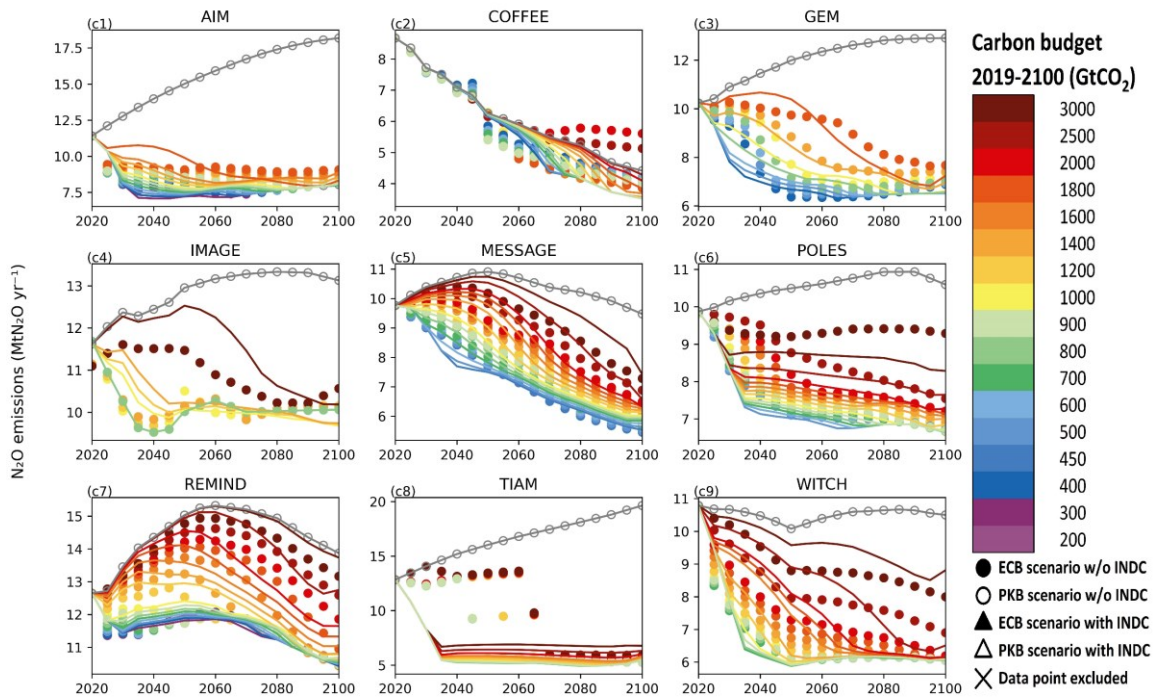 (c1) AIM
17.5
15.0
12.5
10.0
7.5
2020 2040 2060 2080 2100
(c2) COFFEE
8
7
6
5
4
2020 2040 2060 2080 2100
(c3) GEM
12
10
8
6
2020 2040 2060 2080 2100
(c4) IMAGE
13
12
11
10
2020 2040 2060 2080 2100
(c5) MESSAGE
11
10
9
8
7
6
2020 2040 2060 2080 2100
(c6) POLES
11
10
9
8
7
2020 2040 2060 2080 2100
(c7) REMIND
15
14
13
12
11
2020 2040 2060 2080 2100
(c8) TIAM
20
15
10
5
2020 2040 2060 2080 2100
(c9) WITCH
11
10
9
8
7
6
2020 2040 2060 2080 2100
N₂O emissions (MtN₂O yr⁻¹)
Carbon budget
2019-2100 (GtCO₂)
3000
2500
2000
1800
1600
1400
1200
1000
900
800
700
600
500
450
400
300
200
ECB scenario w/o INDC
PKB scenario w/o INDC
ECB scenario with INDC
PKB scenario with INDC
Data point excluded